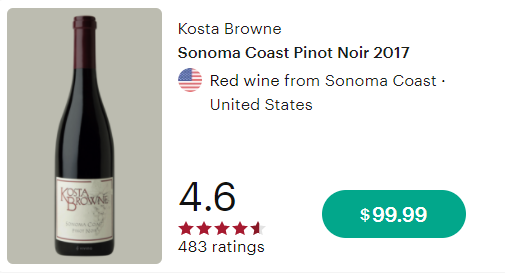 Kosta Browne
Sonoma Coast Pinot Noir 2017
Red wine from Sonoma Coast ·
United States
4.6
483 ratings
$99.99
KOSTA
BROWNE
SONOMA COAST
PINOT NOIR